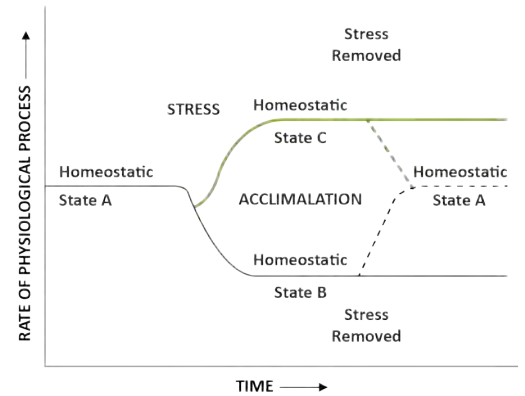 Stress
Removed
Homeostatic
STRESS
State C
Homeostatic
Homeostatic
State A
ACCLIMALATION
State A
Homeostatic
State B
Stress
Removed
RATE OF PHYSIOLOGICAL PROCESS
TIME